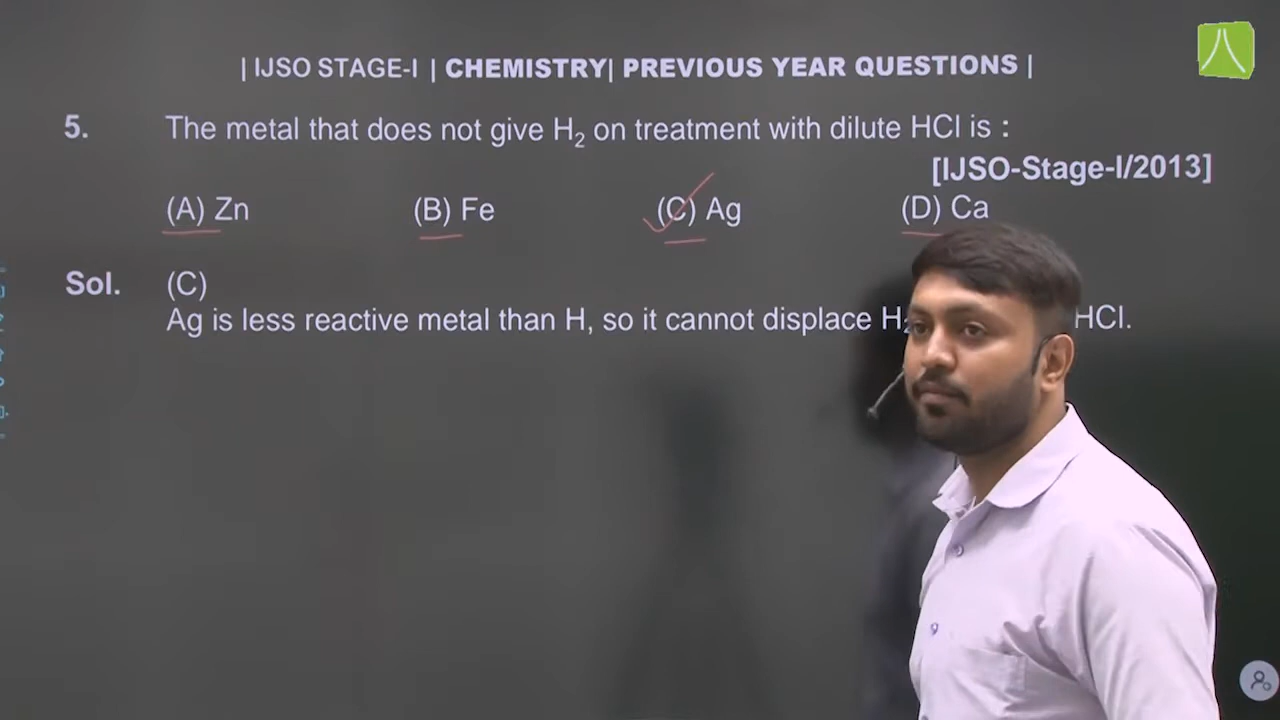 | IJSO STAGE-I | CHEMISTRY| PREVIOUS YEAR QUESTIONS |
5. The metal that does not give H₂ on treatment with dilute HCl is :
[IJSO-Stage-I/2013]
(A) Zn (B) Fe (C) Ag (D) Ca
Sol. (C)
Ag is less reactive metal than H, so it cannot displace H₂ HCl.